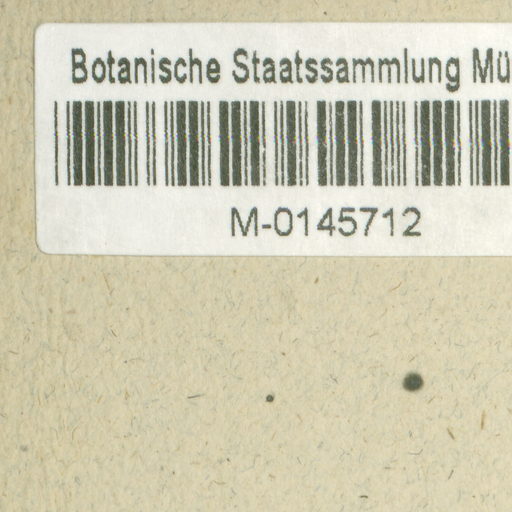 Botanische Staatssammlung Mü
M-0145712